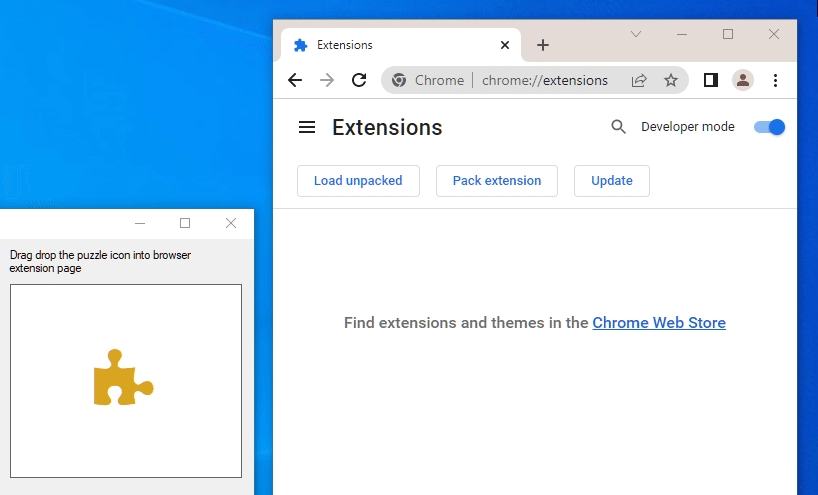 Extensions
Chrome | chrome://extensions
Extensions
Developer mode
Load unpacked
Pack extension
Update
Find extensions and themes in the Chrome Web Store
Drag drop the puzzle icon into browser
extension page